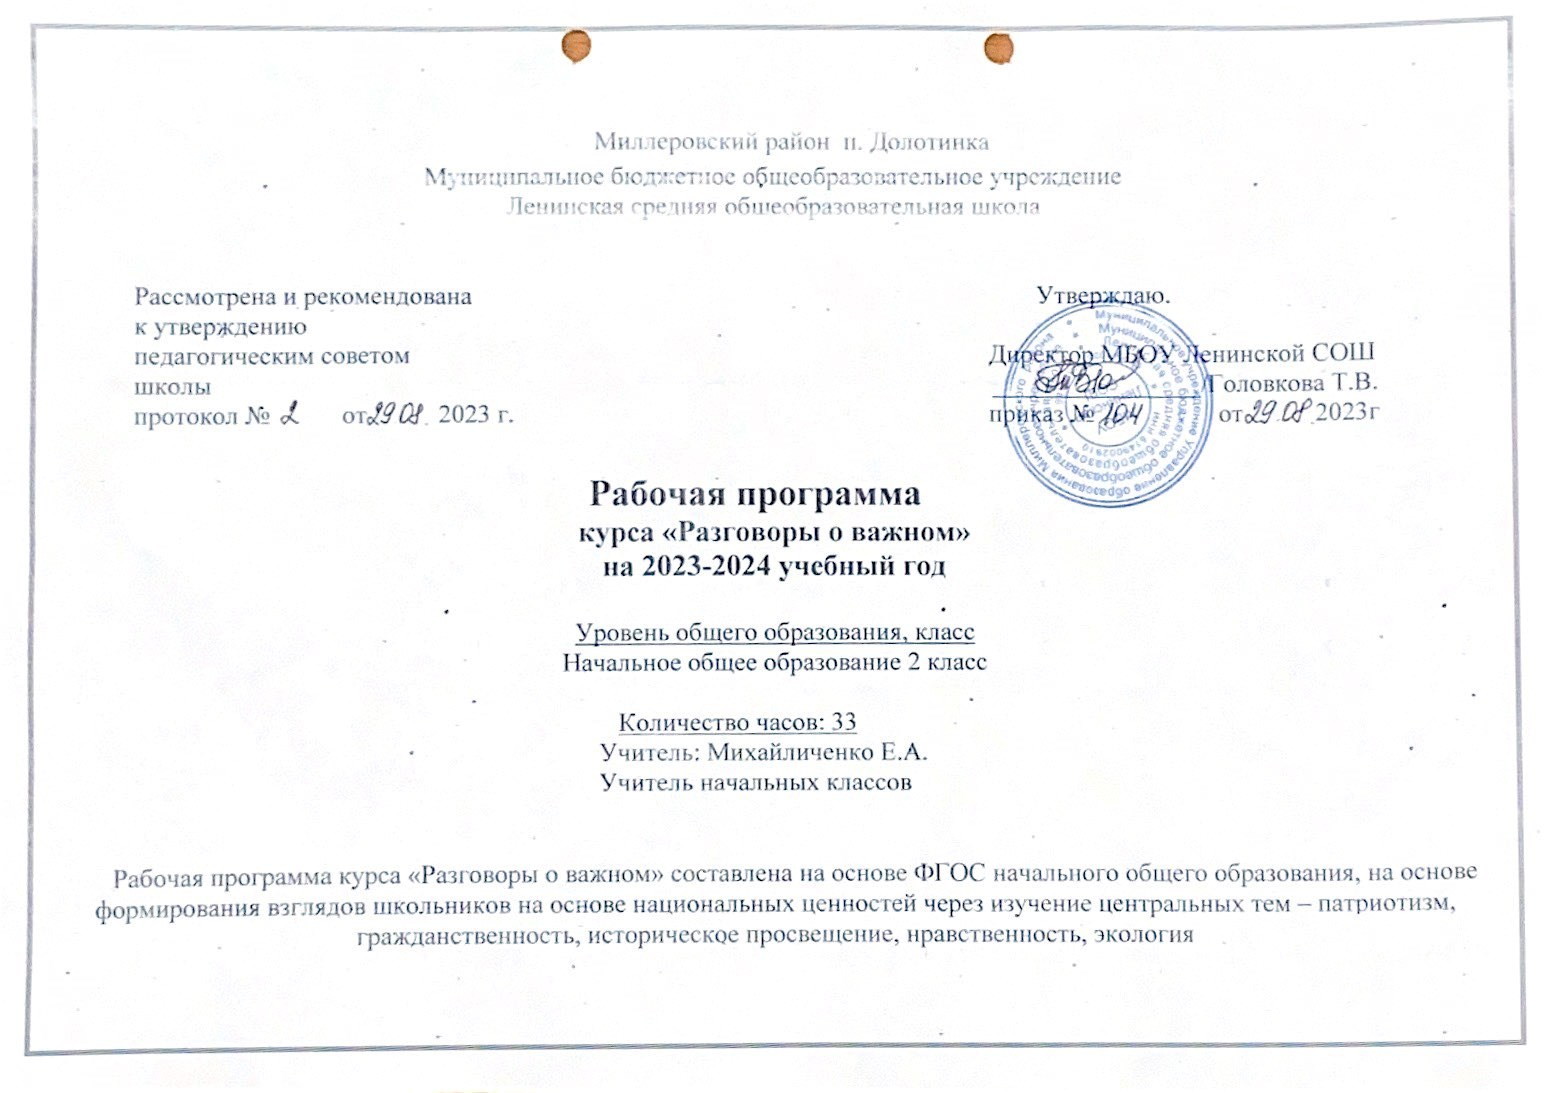 Миллеровский район п. Долотинка
Муниципальное бюджетное общеобразовательное учреждение
Ленинская средняя общеобразовательная школа
Рассмотрена и рекомендована
к утверждению
педагогическим советом
школы
протокол № 2 от 29 08. 2023 г.
Утверждаю.
Директор МБОУ Ленинской СОШ
/Головкова Т.В.
приказ № 104 от 29.08.2023г
Рабочая программа
курса «Разговоры о важном»
на 2023-2024 учебный год
Уровень общего образования, класс
Начальное общее образование 2 класс
Количество часов: 33
Учитель: Михайличенко Е.А.
Учитель начальных классов
Рабочая программа курса «Разговоры о важном» составлена на основе ФГОС начального общего образования, на основе
формирования взглядов школьников на основе национальных ценностей через изучение центральных тем – патриотизм,
гражданственность, историческое просвещение, нравственность, экология